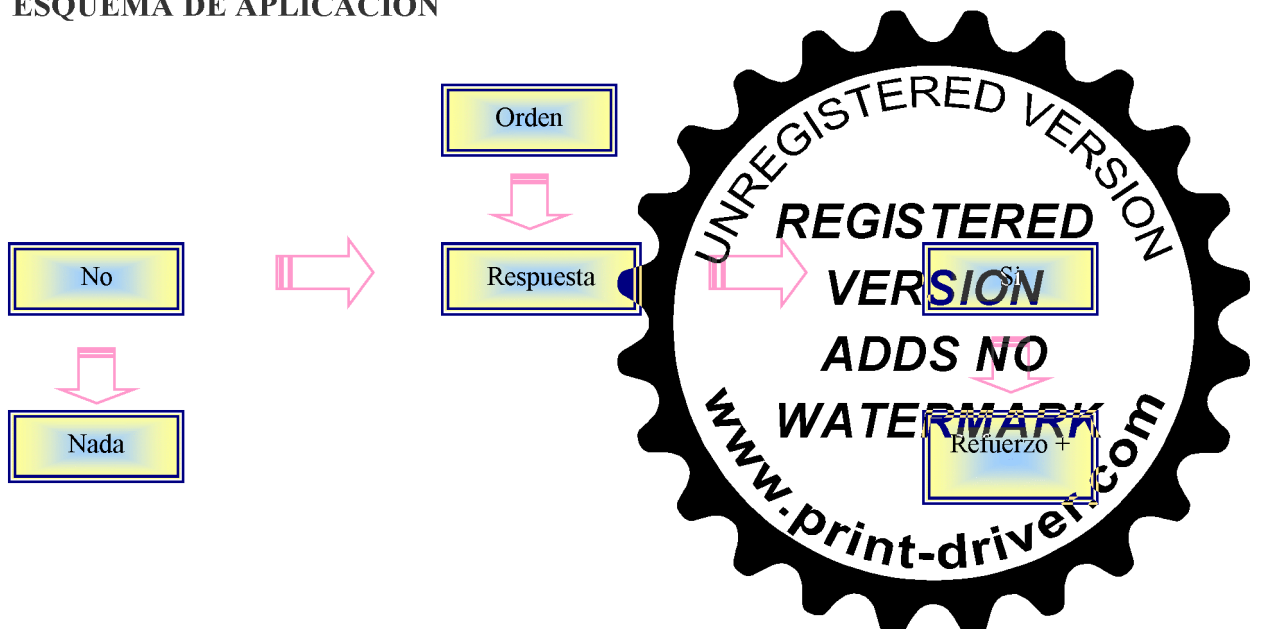 ESQUEMA DE APLICACIÓN
Orden
No
Respuesta
Si
Nada
Refuerzo +
UNREGISTERED VERSION
REGISTERED
VERSION
ADDS NO
WATERMARK
www.print-driver.com